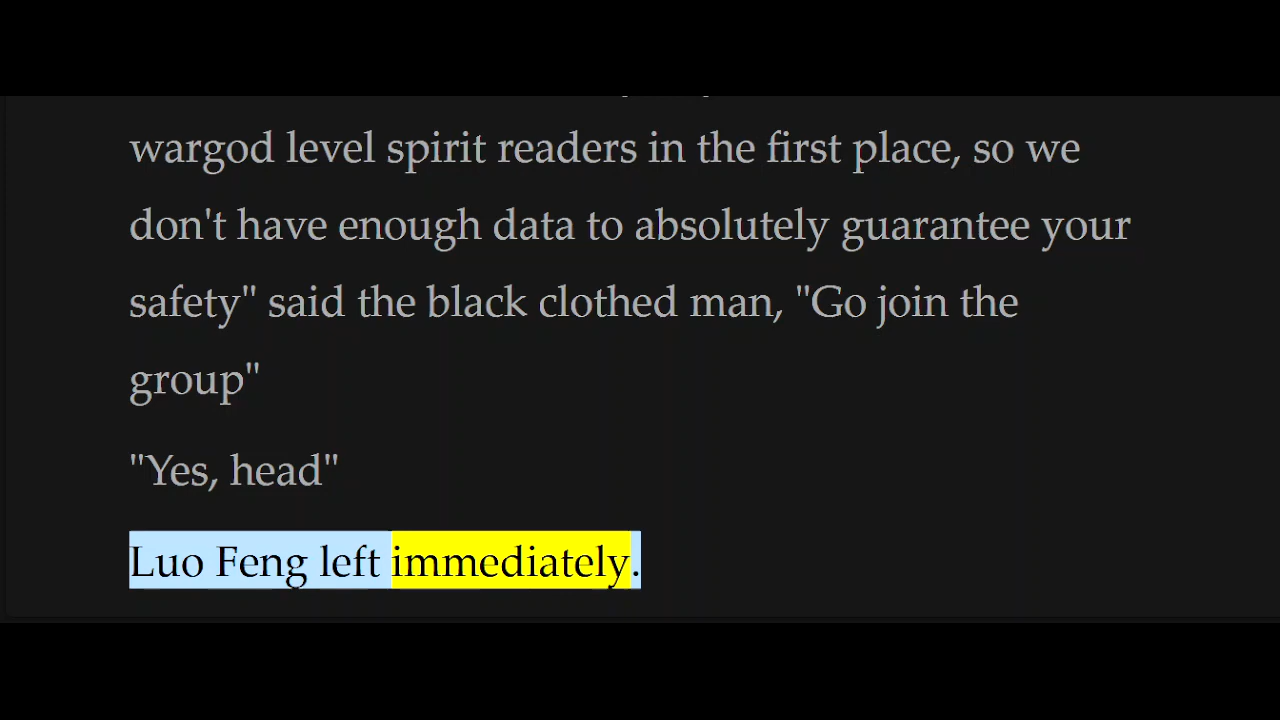 wargod level spirit readers in the first place, so we
don't have enough data to absolutely guarantee your
safety" said the black clothed man, "Go join the
group"
"Yes, head"
Luo Feng left immediately.